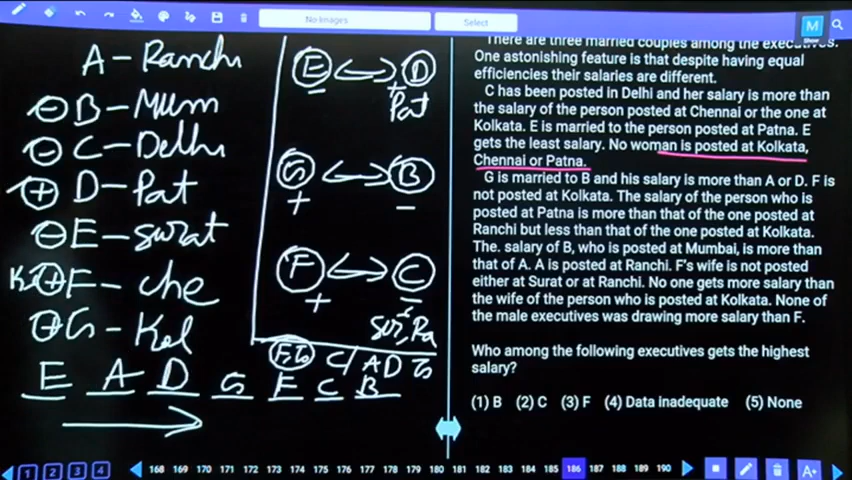 No Images
Select
M
Show
A - Ranchi
- B - Mum
- C - Delhi
+ D - Pat
- E - Surat
+ F - che
+ G - Kol
E A D G F C B
E ↔ D
- +
Pat
G ↔ B
+ -
F ↔ C
+ -
Sur, Pa
F, G C / A D G
There are three married couples among the executives.
One astonishing feature is that despite having equal
efficiencies their salaries are different.
C has been posted in Delhi and her salary is more than
the salary of the person posted at Chennai or the one at
Kolkata. E is married to the person posted at Patna. E
gets the least salary. No woman is posted at Kolkata,
Chennai or Patna.
G is married to B and his salary is more than A or D. F is
not posted at Kolkata. The salary of the person who is
posted at Patna is more than that of the one posted at
Ranchi but less than that of the one posted at Kolkata.
The. salary of B, who is posted at Mumbai, is more than
that of A. A is posted at Ranchi. F's wife is not posted
either at Surat or at Ranchi. No one gets more salary than
the wife of the person who is posted at Kolkata. None of
the male executives was drawing more salary than F.
Who among the following executives gets the highest
salary?
(1) B (2) C (3) F (4) Data inadequate (5) None
1 2 3 4 168 169 170 171 172 173 174 175 176 177 178 179 180 181 182 183 184 185 186 187 188 189 190 A+